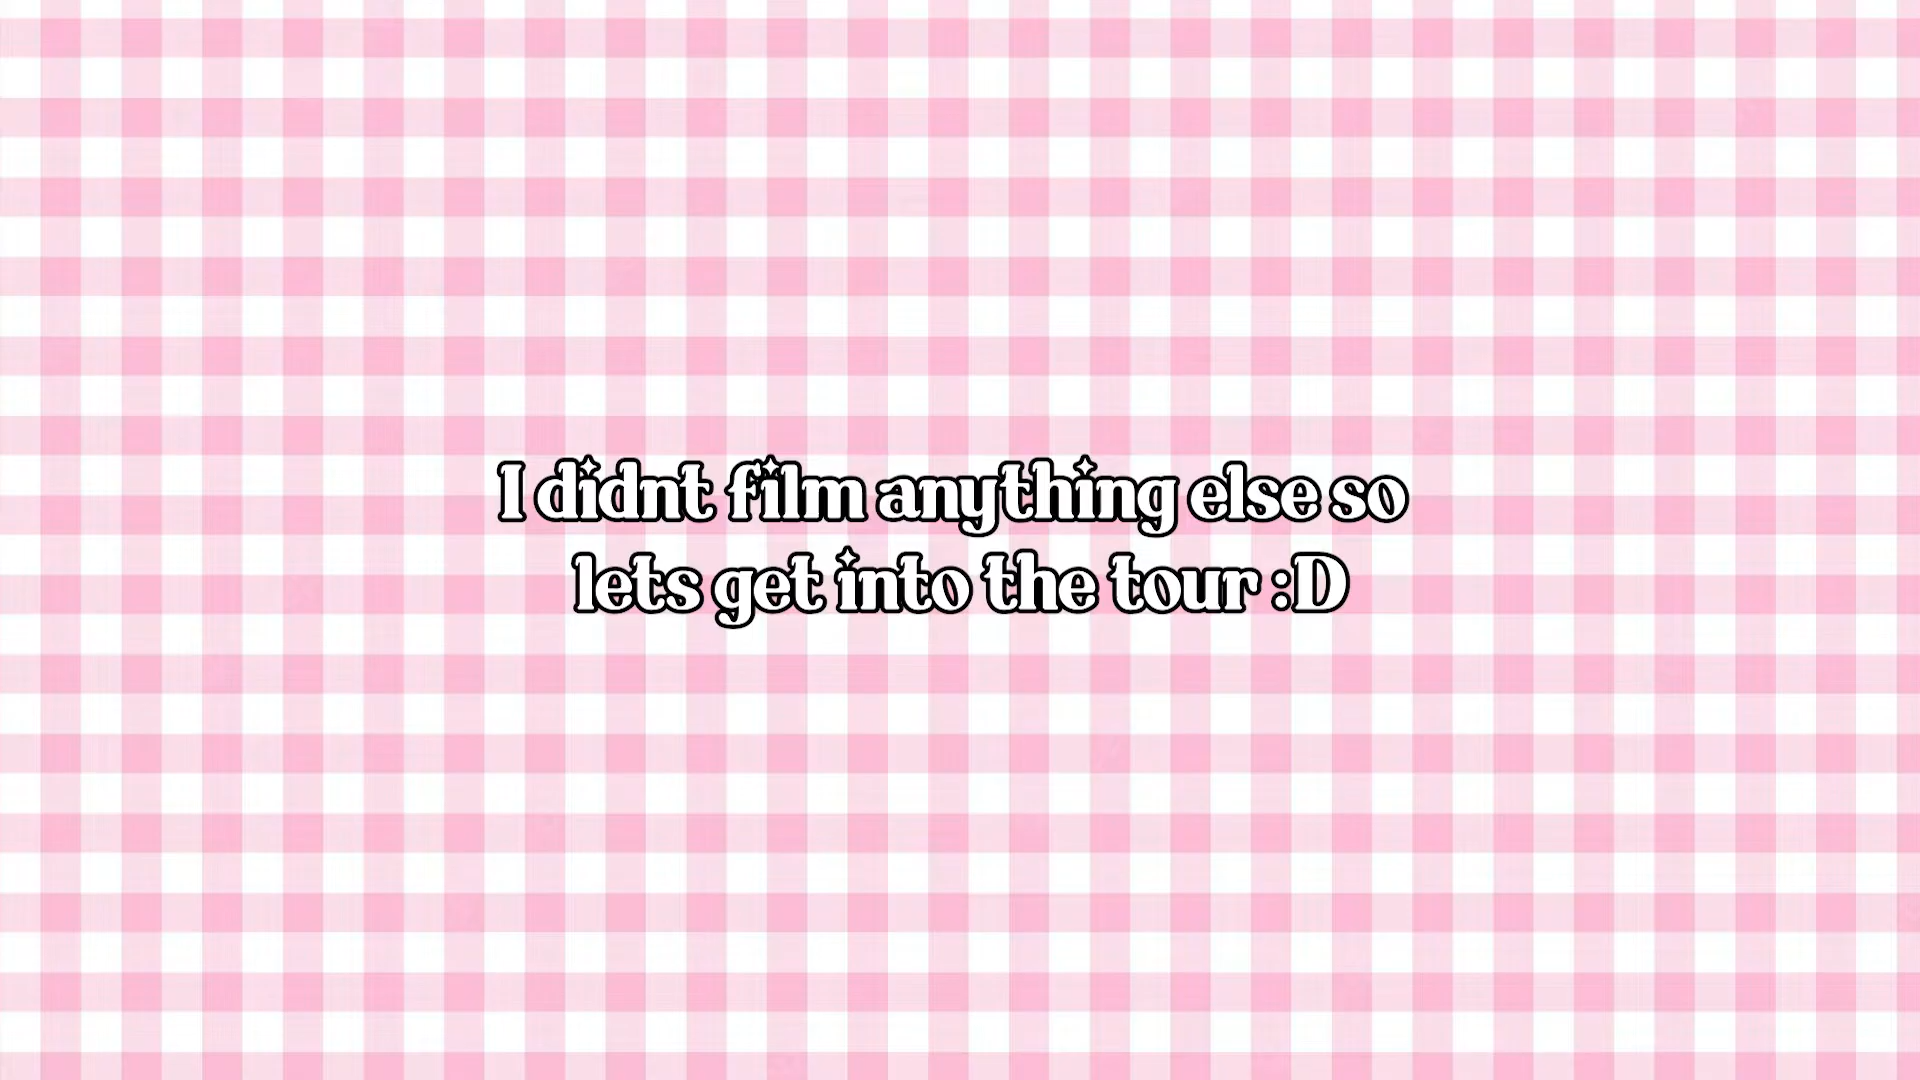 I didnt film anything else so
lets get into the tour :D